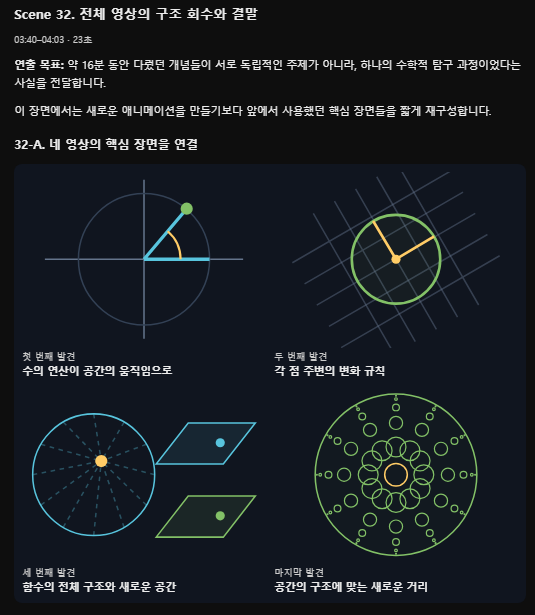 Scene 32. 전체 영상의 구조 회수와 결말
03:40–04:03 · 23초
연출 목표: 약 16분 동안 다뤘던 개념들이 서로 독립적인 주제가 아니라, 하나의 수학적 탐구 과정이었다는
사실을 전달합니다.
이 장면에서는 새로운 애니메이션을 만들기보다 앞에서 사용했던 핵심 장면들을 짧게 재구성합니다.
32-A. 네 영상의 핵심 장면을 연결
첫 번째 발견
수의 연산이 공간의 움직임으로
두 번째 발견
각 점 주변의 변화 규칙
세 번째 발견
함수의 전체 구조와 새로운 공간
마지막 발견
공간의 구조에 맞는 새로운 거리